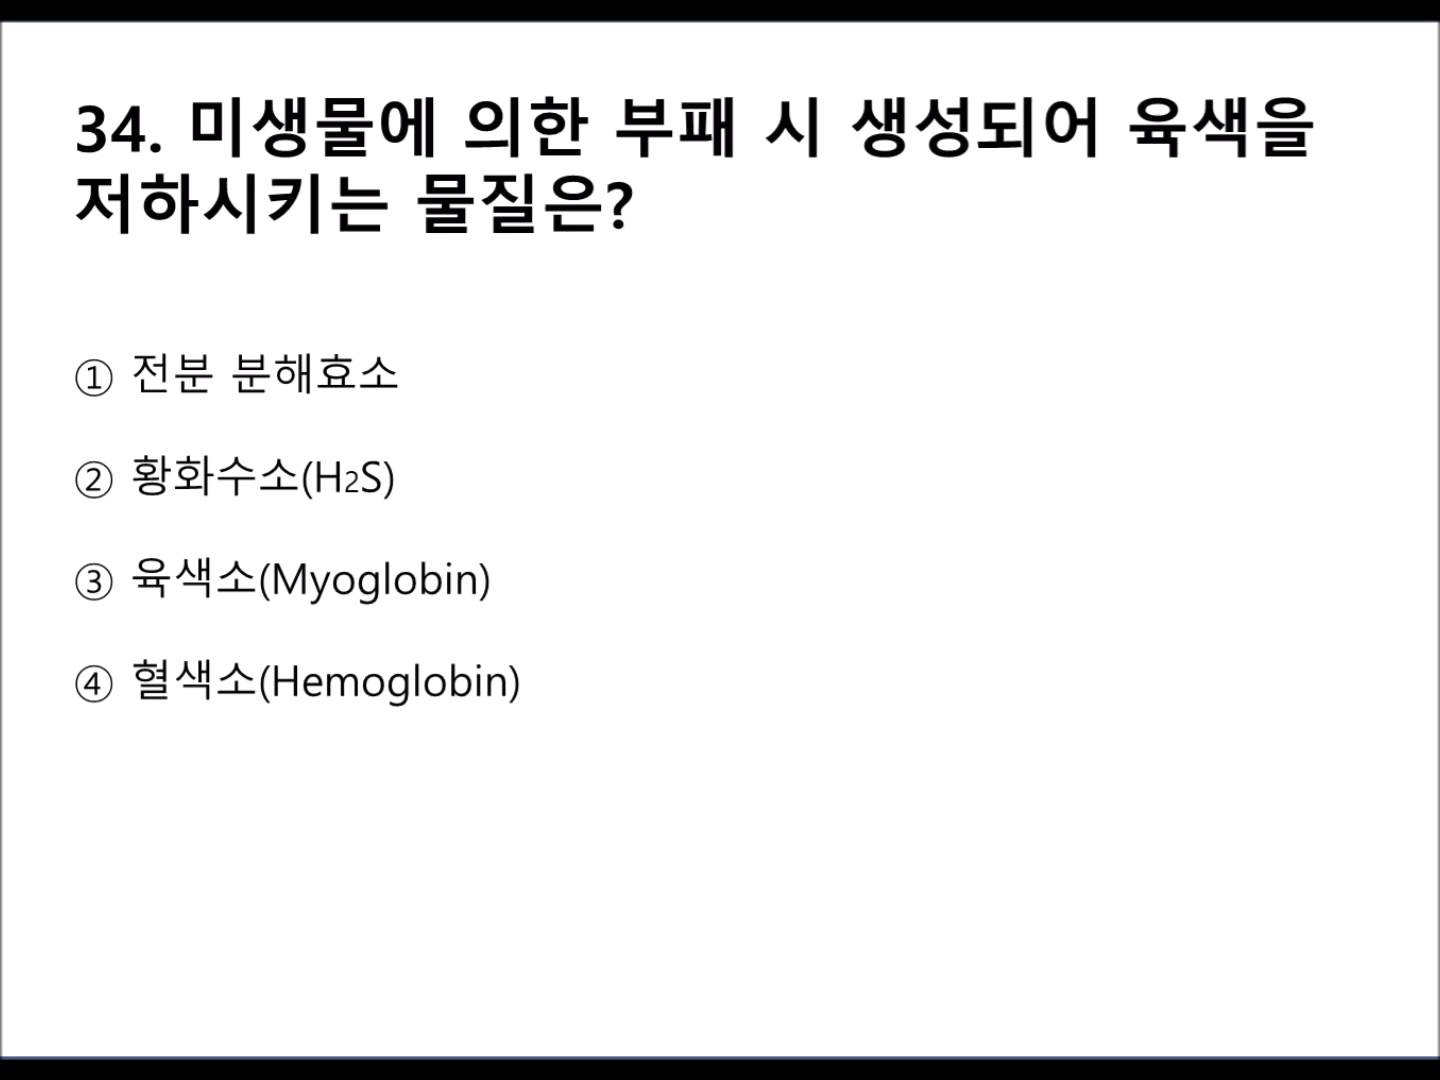 34. 미생물에 의한 부패 시 생성되어 육색을
저하시키는 물질은?
① 전분 분해효소
② 황화수소(H2S)
③ 육색소(Myoglobin)
④ 혈색소(Hemoglobin)